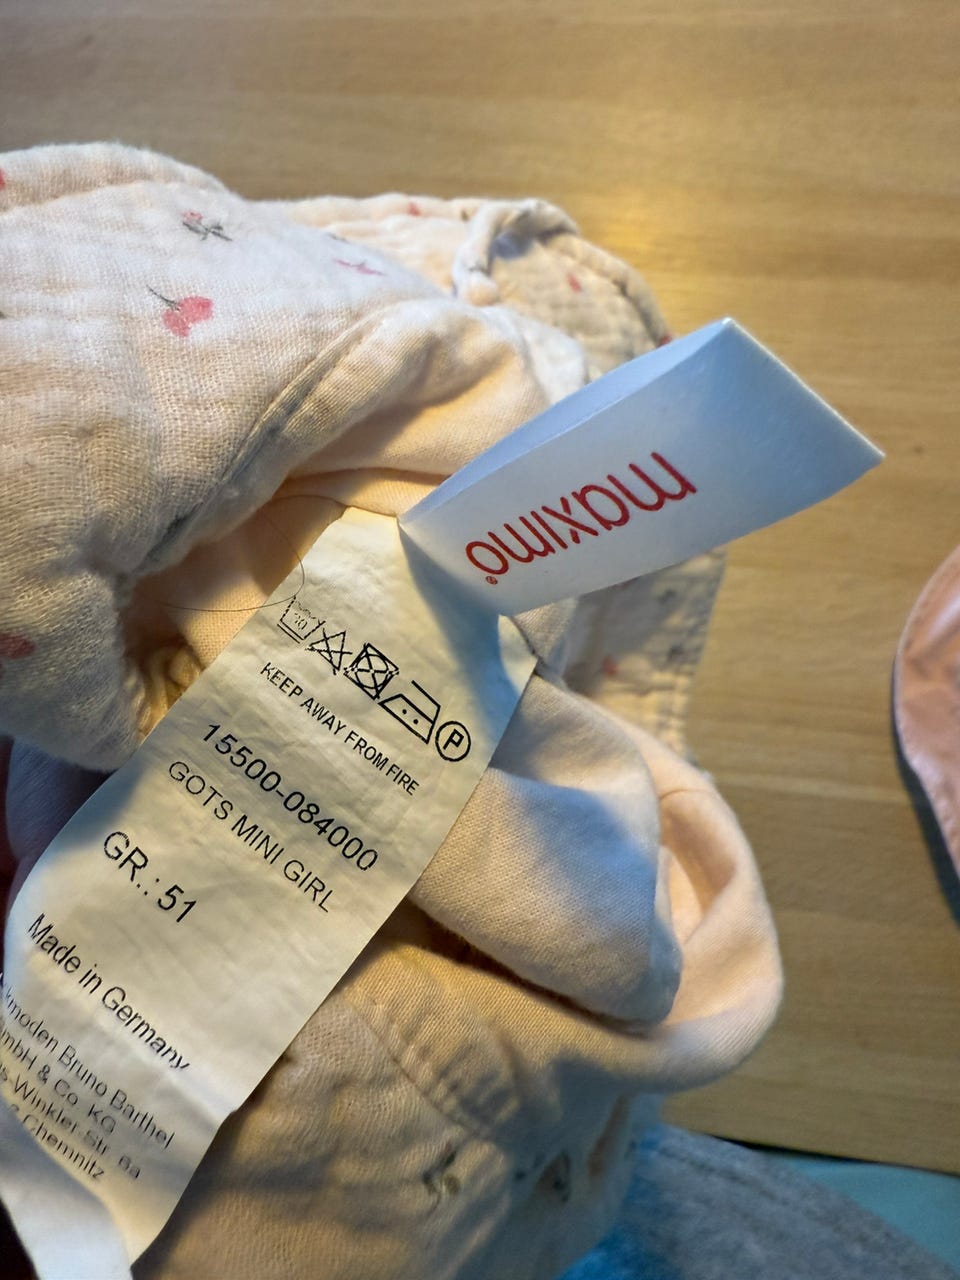 maximo®
30
P
KEEP AWAY FROM FIRE
15500-084000
GOTS MINI GIRL
GR.: 51
Made in Germany
Bruno Barthel
& Co. KG
-Winkler-Str. 6a
Chemnitz